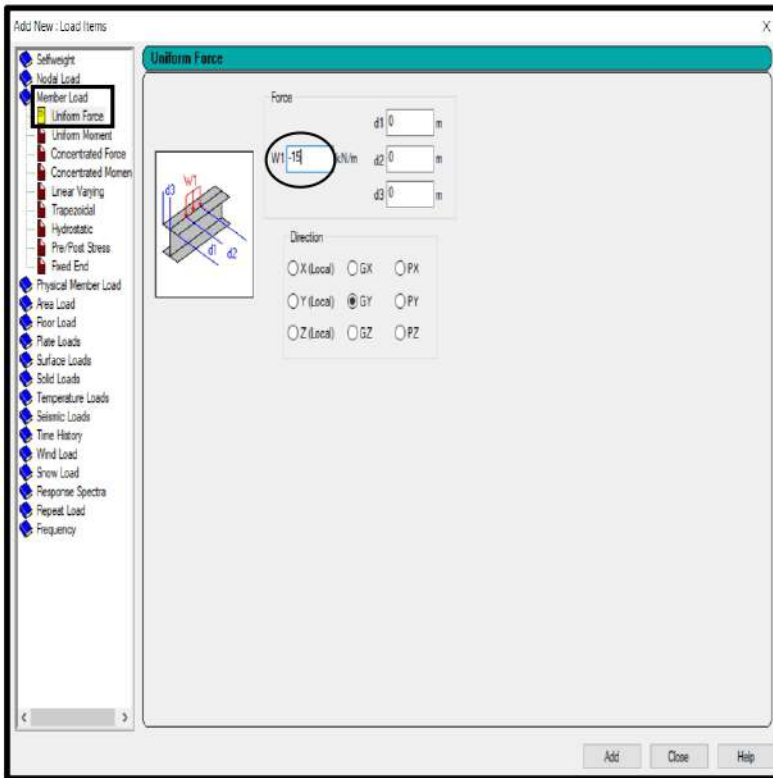 Add New : Load Items X
Selfweight
Nodal Load
Member Load
Uniform Force
Uniform Moment
Concentrated Force
Concentrated Momen
Linear Varying
Trapezoidal
Hydrostatic
Pre/Post Stress
Fixed End
Physical Member Load
Area Load
Floor Load
Plate Loads
Surface Loads
Solid Loads
Temperature Loads
Seismic Loads
Time History
Wind Load
Snow Load
Response Spectra
Repeat Load
Frequency
Uniform Force
d3 W1 d1 d2
Force
d1 0 m
W1 -15 kN/m d2 0 m
d3 0 m
Direction
X (Local) GX PX
Y (Local) GY PY
Z (Local) GZ PZ
Add Close Help